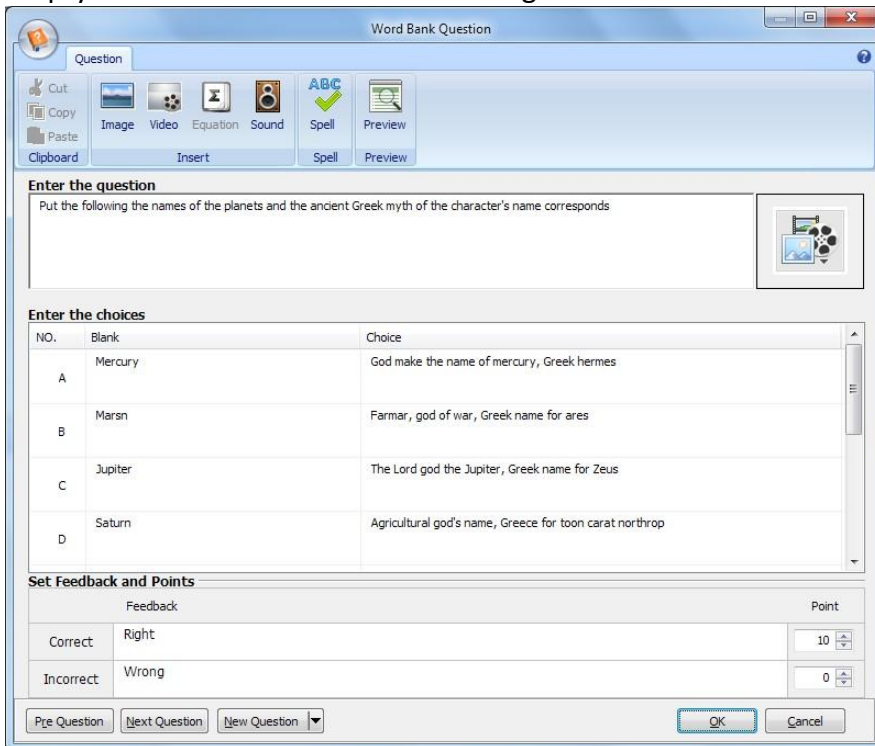 Word Bank Question
Question
Cut
Copy
Paste
Clipboard
Image Video Equation Sound
Insert
ABC
Spell
Spell
Preview
Preview
Enter the question
Put the following the names of the planets and the ancient Greek myth of the character's name corresponds
Enter the choices
NO. Blank Choice
A Mercury God make the name of mercury, Greek hermes
B Marsn Farmar, god of war, Greek name for ares
C Jupiter The Lord god the Jupiter, Greek name for Zeus
D Saturn Agricultural god's name, Greece for toon carat northrop
Set Feedback and Points
Feedback Point
Correct Right 10
Incorrect Wrong 0
Pre Question Next Question New Question OK Cancel